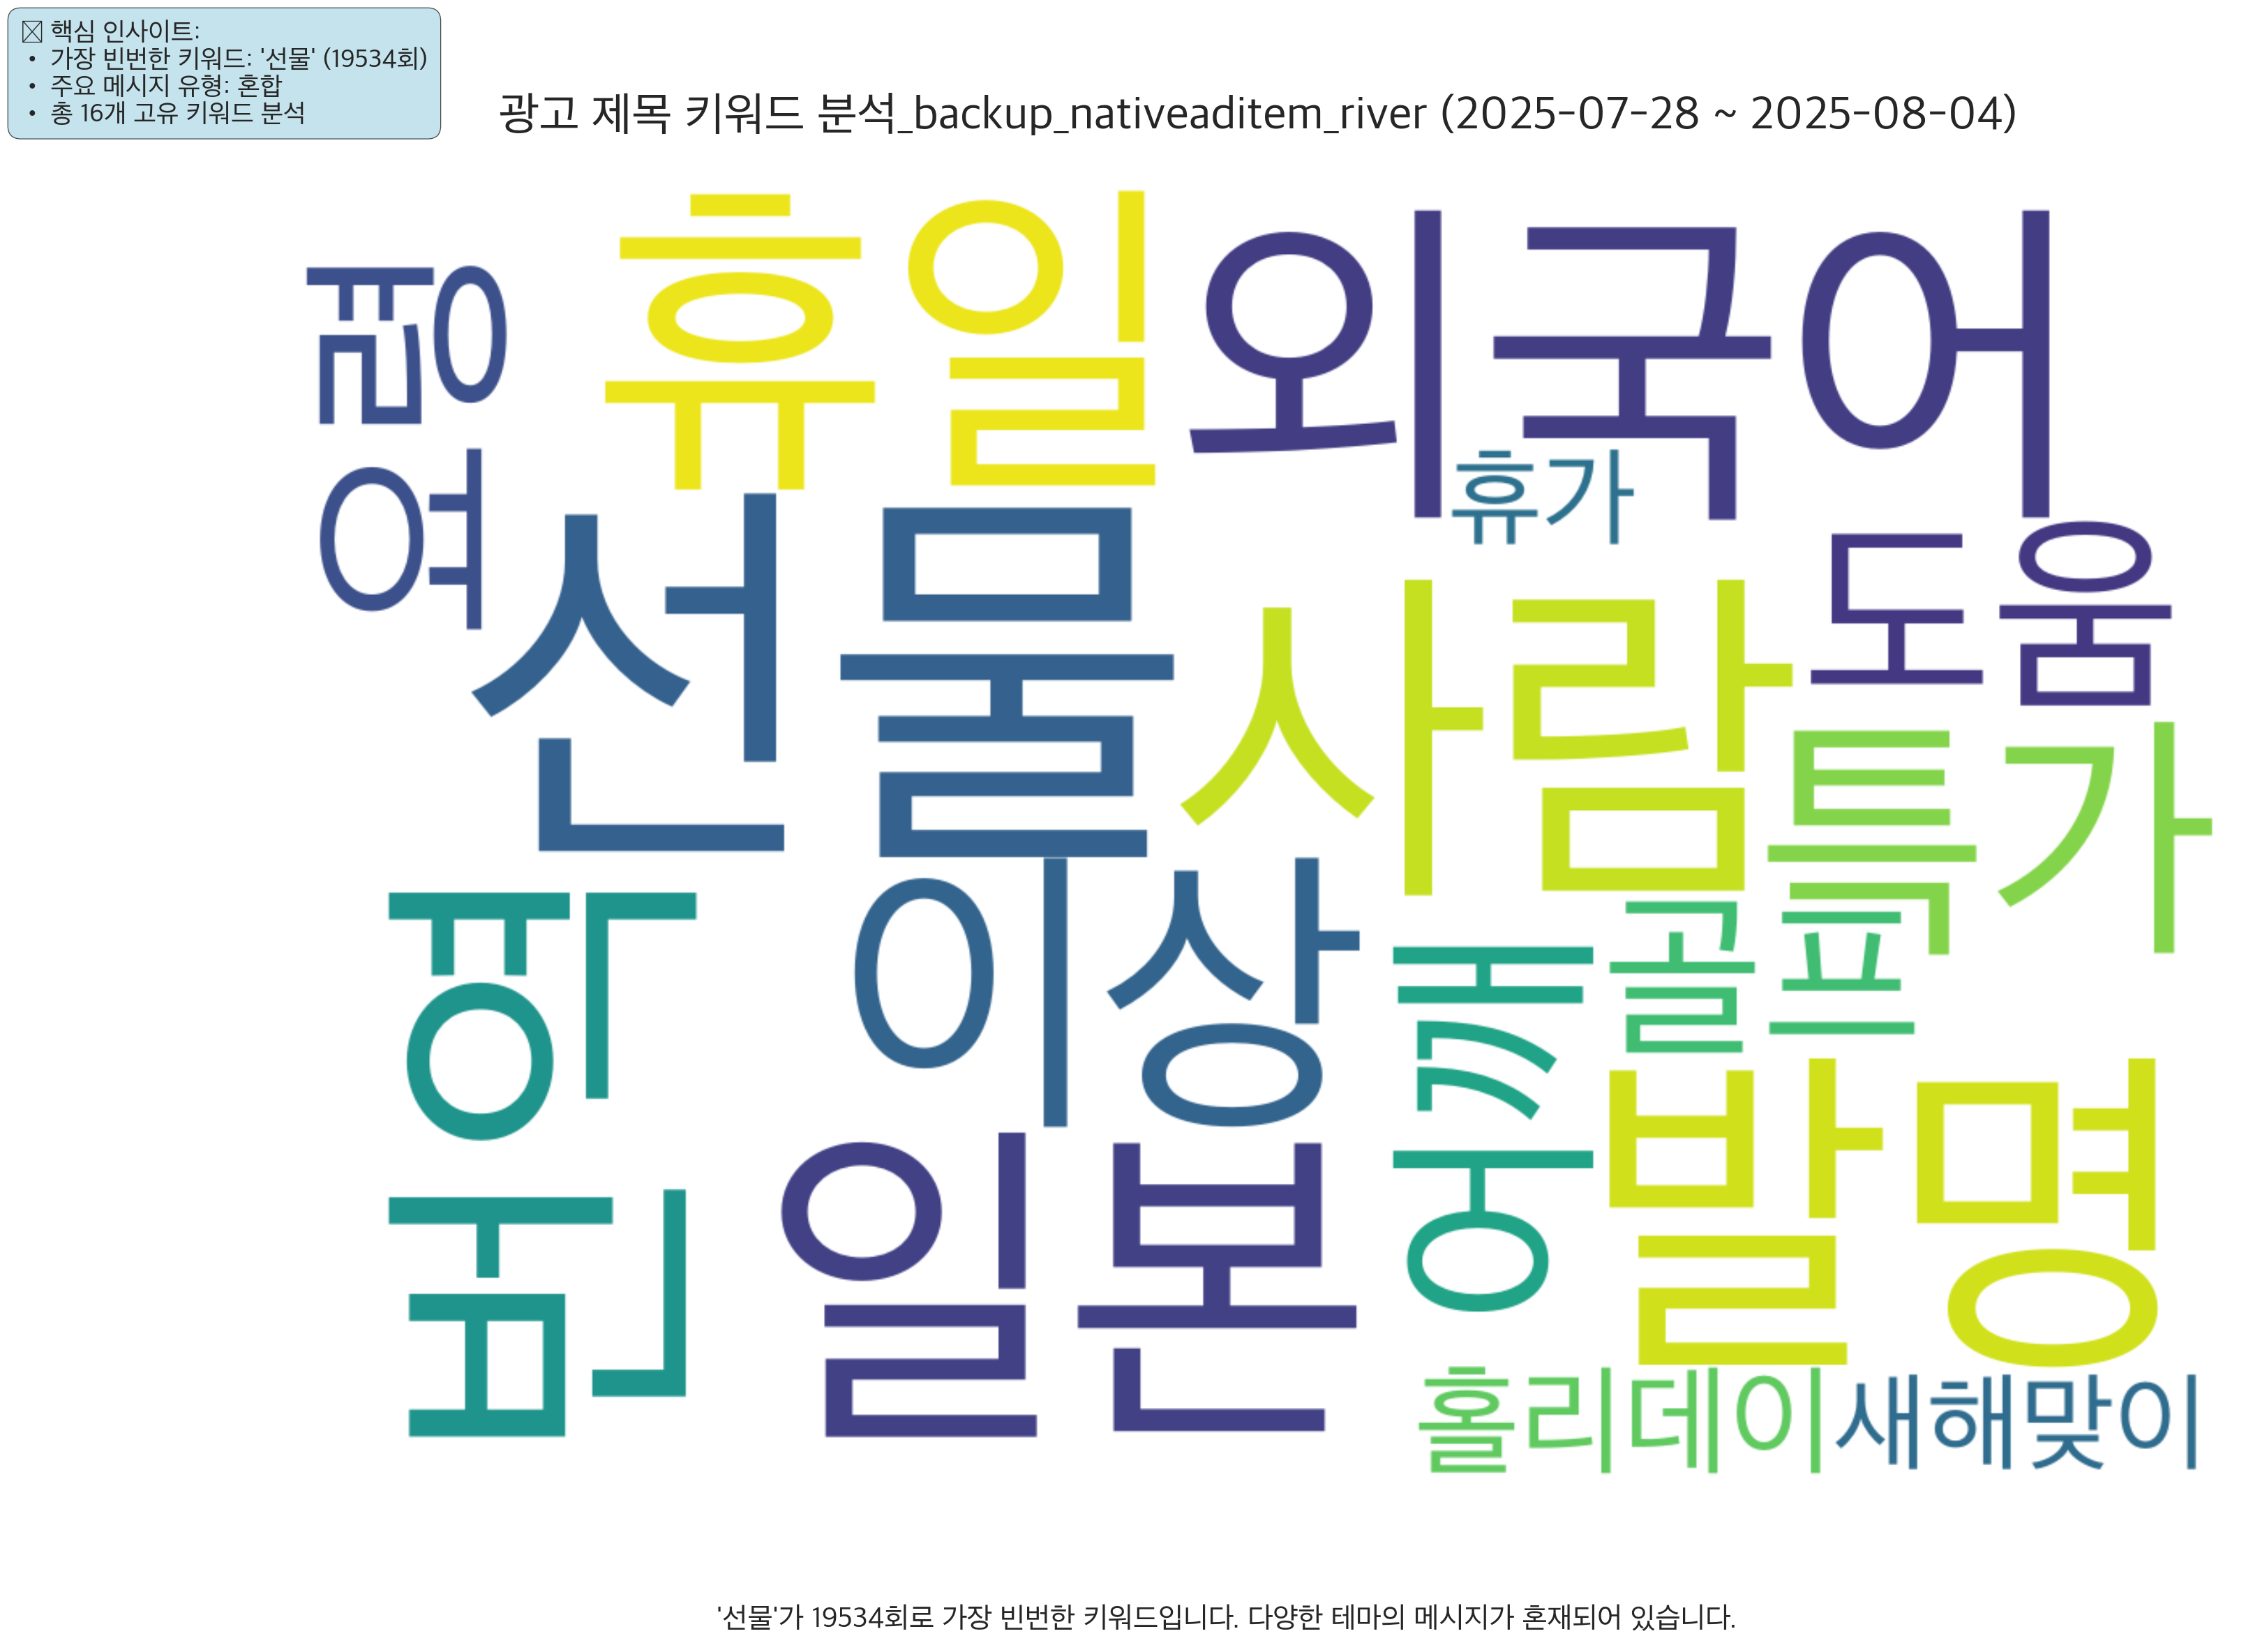 핵심 인사이트:
• 가장 빈번한 키워드: '선물' (19534회)
• 주요 메시지 유형: 혼합
• 총 16개 고유 키워드 분석
광고 제목 키워드 분석_backup_nativeaditem_river (2025-07-28 ~ 2025-08-04)
요령
휴일
외국어
휴가
도움
선물
사람
특가
번역
이상
어깨
골프
발명
일본
홀리데이
새해맞이
'선물'가 19534회로 가장 빈번한 키워드입니다. 다양한 테마의 메시지가 혼재되어 있습니다.